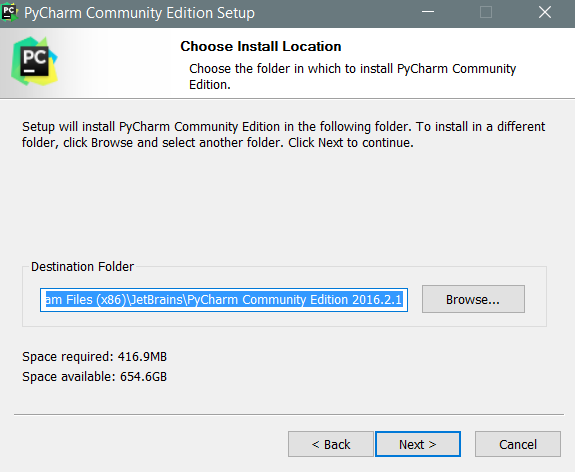 PC PyCharm Community Edition Setup
PC
Choose Install Location
Choose the folder in which to install PyCharm Community
Edition.
Setup will install PyCharm Community Edition in the following folder. To install in a different
folder, click Browse and select another folder. Click Next to continue.
Destination Folder
am Files (x86)\JetBrains\PyCharm Community Edition 2016.2.1
Browse...
Space required: 416.9MB
Space available: 654.6GB
< Back
Next >
Cancel